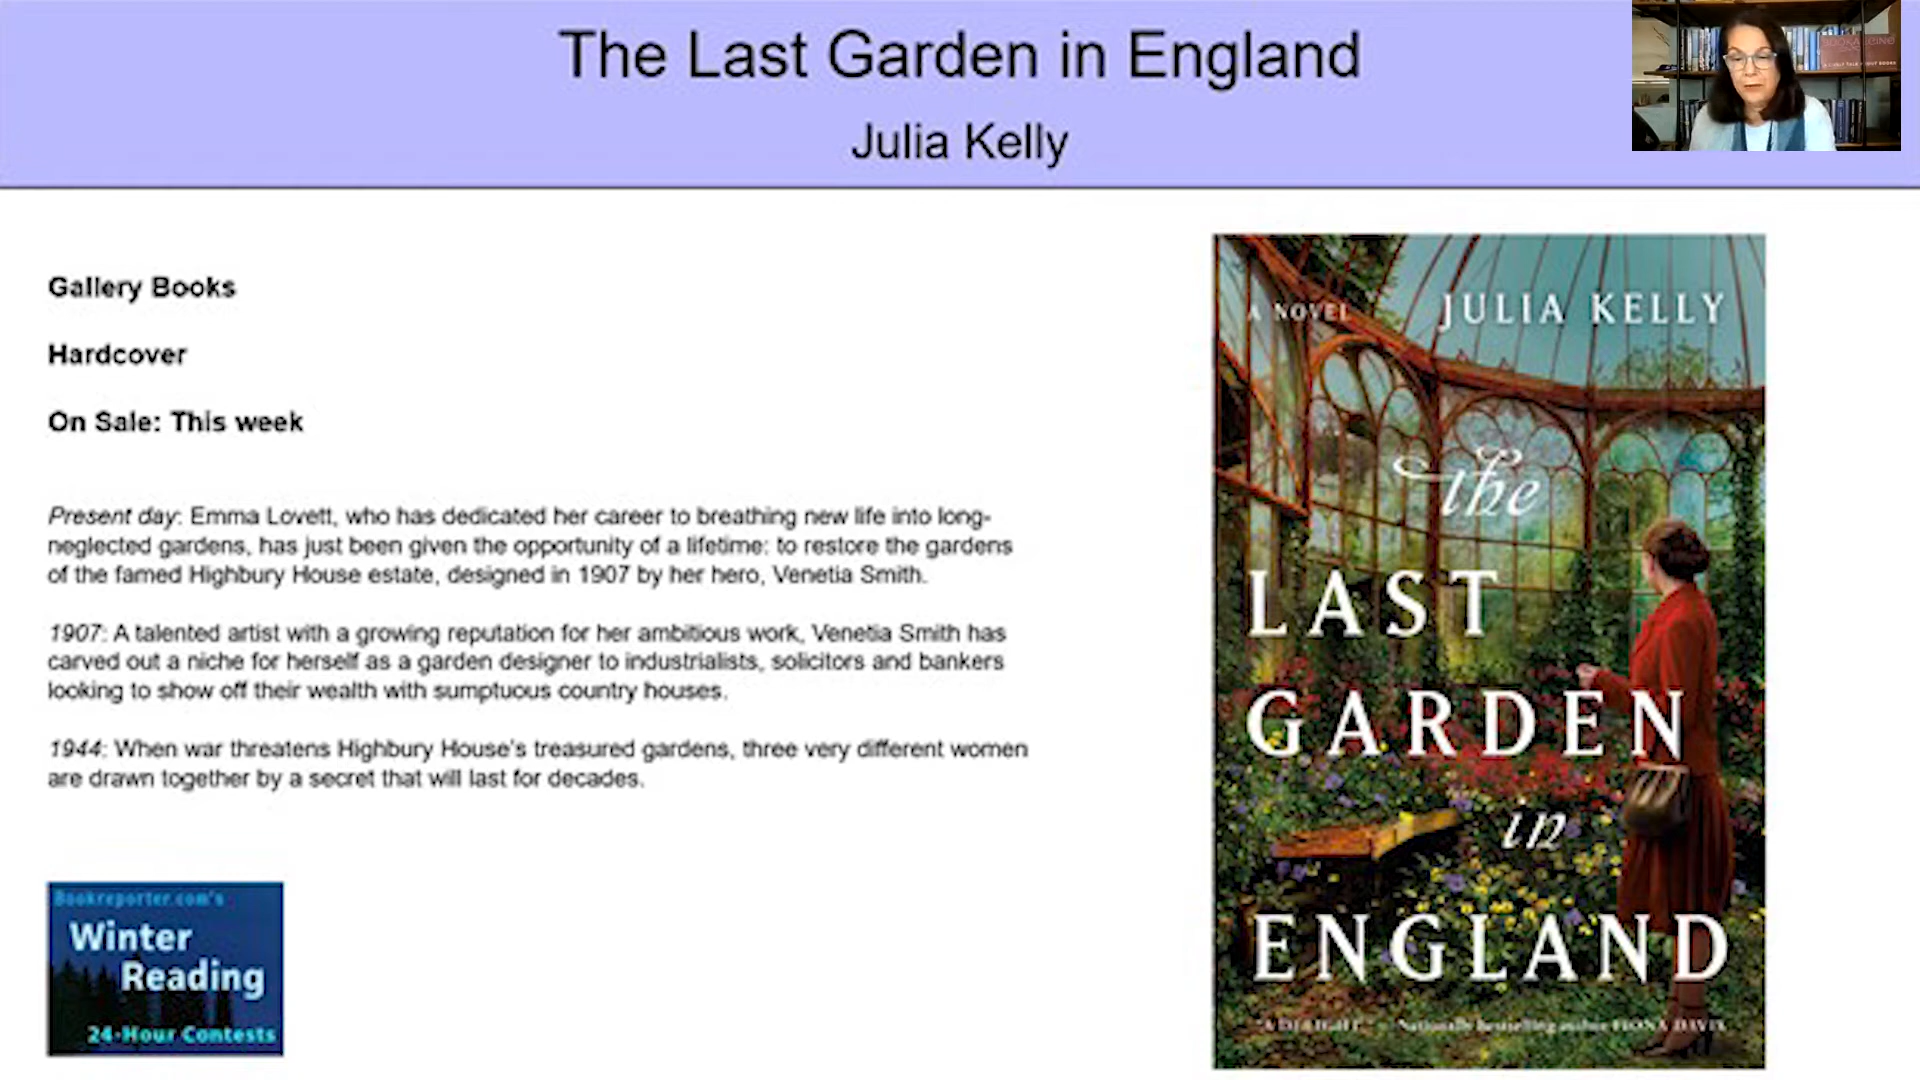 The Last Garden in England
Julia Kelly
Gallery Books
Hardcover
On Sale: This week
Present day: Emma Lovett, who has dedicated her career to breathing new life into long-
neglected gardens, has just been given the opportunity of a lifetime: to restore the gardens
of the famed Highbury House estate, designed in 1907 by her hero, Venetia Smith.
1907: A talented artist with a growing reputation for her ambitious work, Venetia Smith has
carved out a niche for herself as a garden designer to industrialists, solicitors and bankers
looking to show off their wealth with sumptuous country houses.
1944: When war threatens Highbury House's treasured gardens, three very different women
are drawn together by a secret that will last for decades.
Bookreporter.com's
Winter
Reading
24-Hour Contests
A NOVEL
JULIA KELLY
the
LAST
GARDEN
in
ENGLAND
"A DELIGHT." — Nationally bestselling author FIONA DAVIS
A LIVELY TALK ABOUT BOOKS